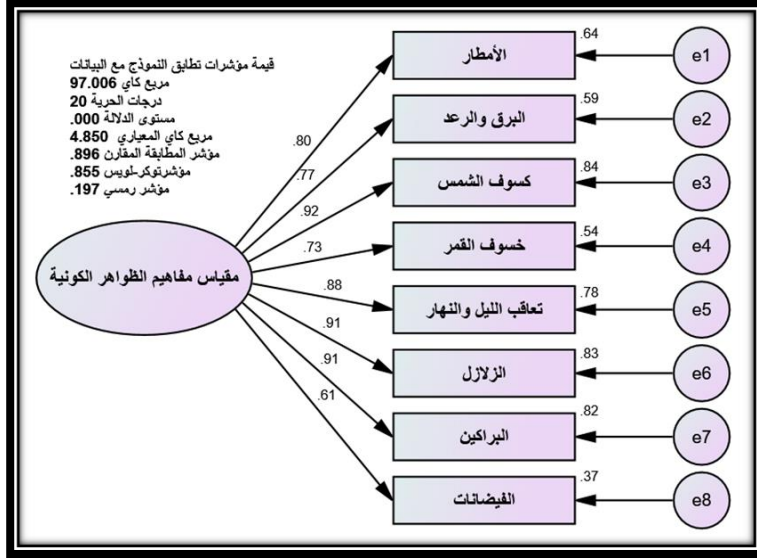 قيمة مؤشرات تطابق النموذج مع البيانات
مربع كاي 97.006
درجات الحرية 20
مستوى الدلالة 000.
مربع كاي المعياري 4.850
مؤشر المطابقة المقارن 896.
مؤشرتوكر-لويس 855.
مؤشر رمسي 197.
مقياس مفاهيم الظواهر الكونية
.80
.77
.92
.73
.88
.91
.91
.61
الأمطار
.64
e1
البرق والرعد
.59
e2
كسوف الشمس
.84
e3
خسوف القمر
.54
e4
تعاقب الليل والنهار
.78
e5
الزلازل
.83
e6
البراكين
.82
e7
الفيضانات
.37
e8